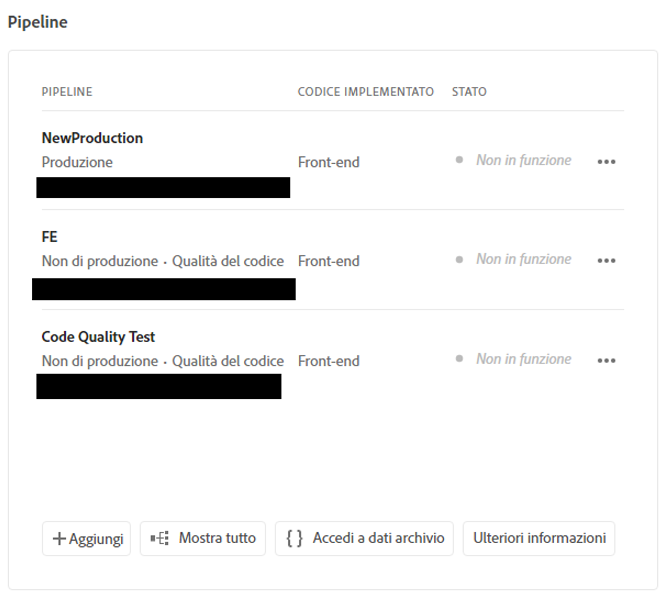 Pipeline
PIPELINE CODICE IMPLEMENTATO STATO
NewProduction
Produzione Front-end Non in funzione
FE
Non di produzione · Qualità del codice Front-end Non in funzione
Code Quality Test
Non di produzione · Qualità del codice Front-end Non in funzione
Aggiungi Mostra tutto Accedi a dati archivio Ulteriori informazioni